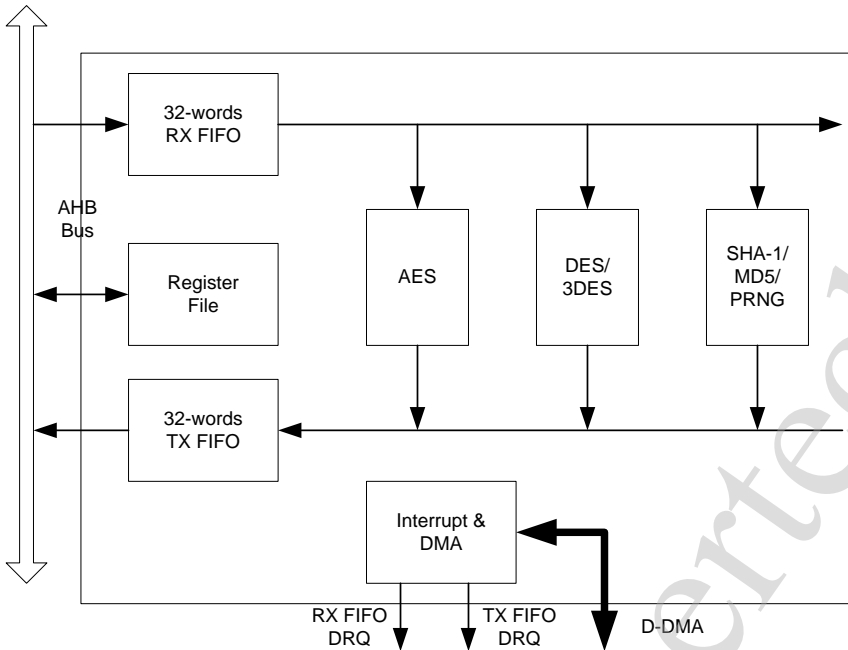 32-words
RX FIFO
AHB
Bus
Register
File
AES
DES/
3DES
SHA-1/
MD5/
PRNG
32-words
TX FIFO
Interrupt &
DMA
RX FIFO
DRQ
TX FIFO
DRQ
D-DMA